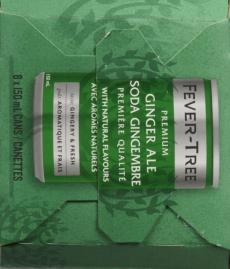 FEVER-TREE
PREMIUM
GINGER ALE
SODA GINGEMBRE
PREMIÈRE QUALITÉ
WITH NATURAL FLAVOURS
AVEC ARÔMES NATURELS
GINGERY & FRESH
AROMATIQUE ET FRAIS
150 ml
8 x 150 mL CANS/CANETTES